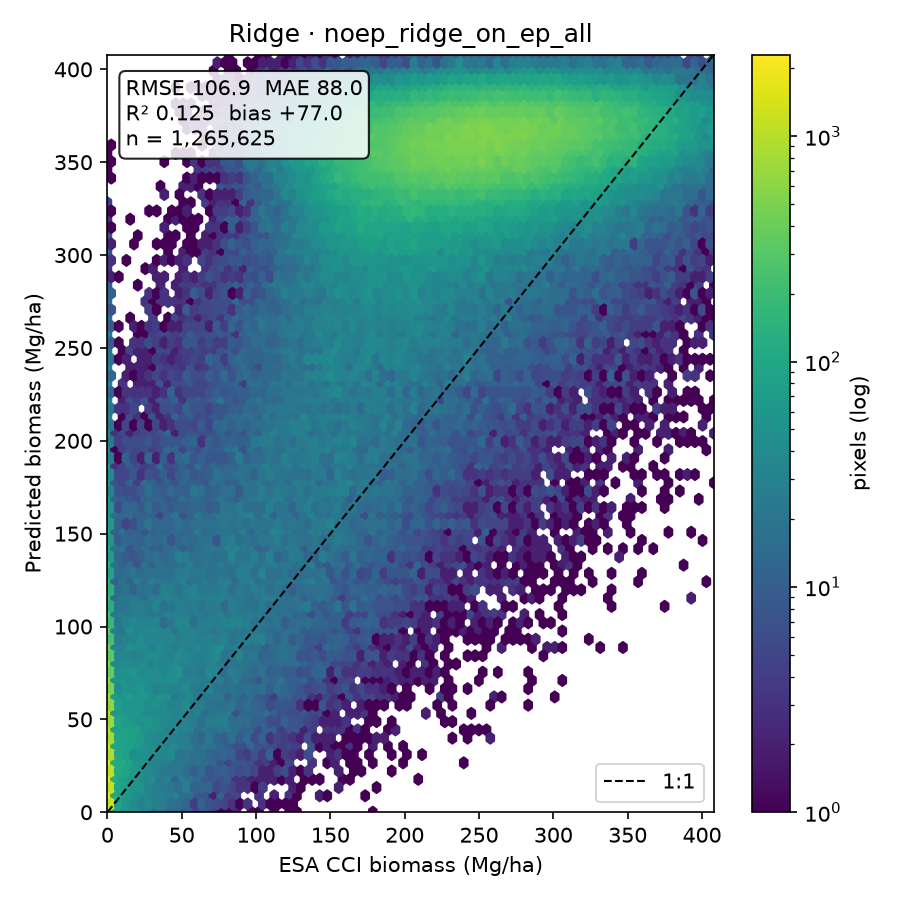 Ridge · noep_ridge_on_ep_all
RMSE 106.9  MAE 88.0
R² 0.125  bias +77.0
n = 1,265,625
400
350
300
250
200
150
100
50
0
Predicted biomass (Mg/ha)
0 50 100 150 200 250 300 350 400
ESA CCI biomass (Mg/ha)
1:1
10³
10²
10¹
10⁰
pixels (log)